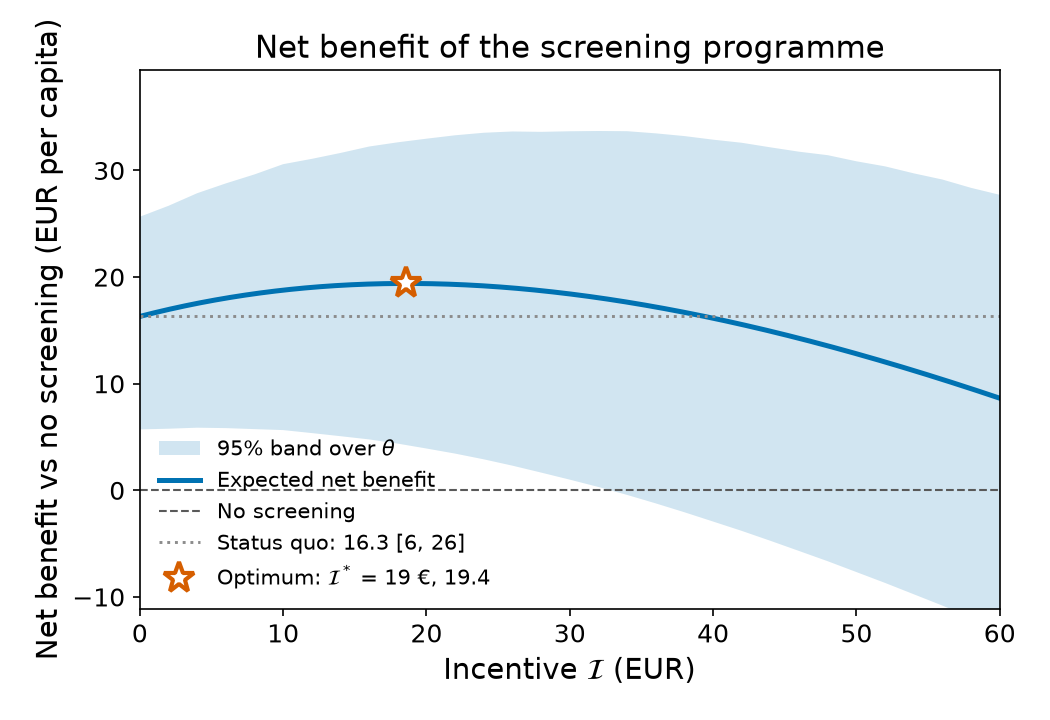 Net benefit of the screening programme
Net benefit vs no screening (EUR per capita)
30
20
10
0
−10
95% band over θ
Expected net benefit
No screening
Status quo: 16.3 [6, 26]
Optimum: ℐ* = 19 €, 19.4
0 10 20 30 40 50 60
Incentive ℐ (EUR)